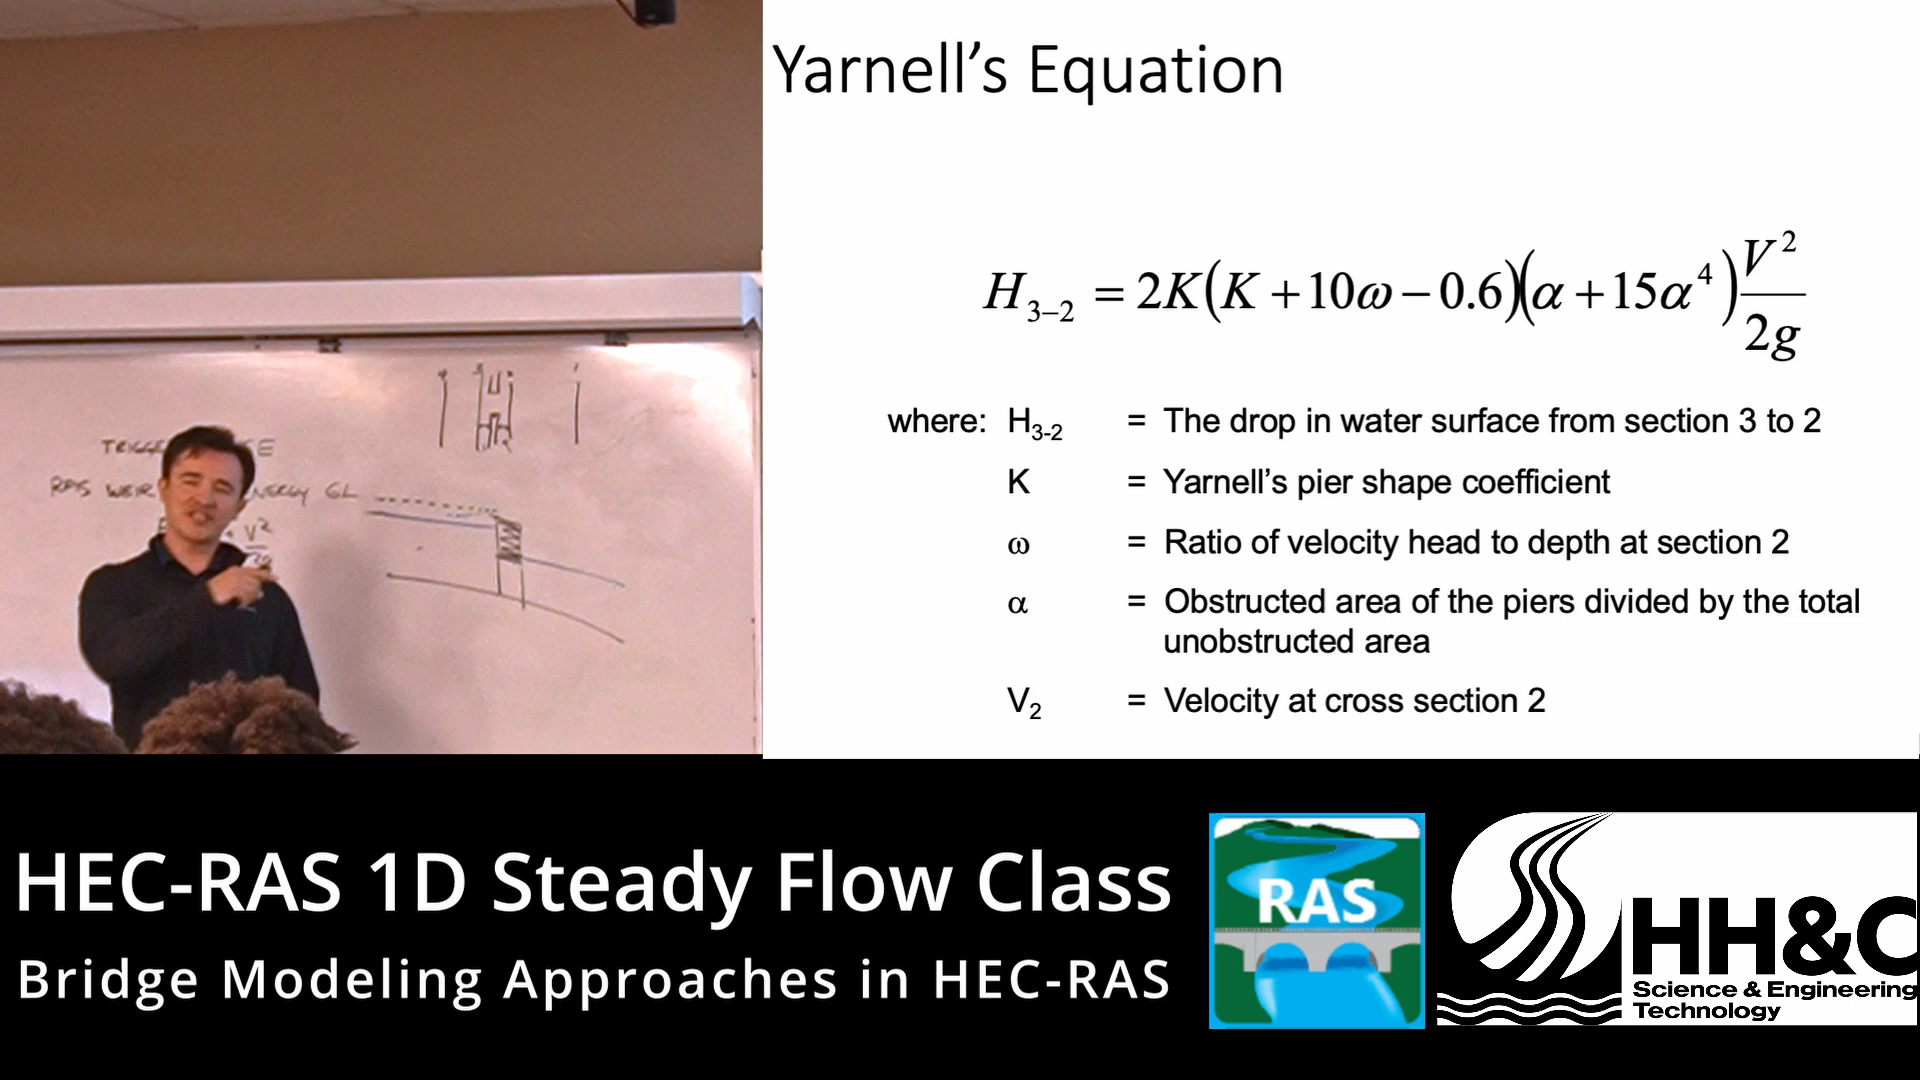 Yarnell’s Equation
H₃₋₂ = 2K(K + 10ω − 0.6)(α + 15α⁴) V² / 2g
where: H₃₋₂ = The drop in water surface from section 3 to 2
K = Yarnell’s pier shape coefficient
ω = Ratio of velocity head to depth at section 2
α = Obstructed area of the piers divided by the total
unobstructed area
V₂ = Velocity at cross section 2
WEIR
GL
V²
HEC-RAS 1D Steady Flow Class
Bridge Modeling Approaches in HEC-RAS
RAS
HH&C
Science & Engineering
Technology